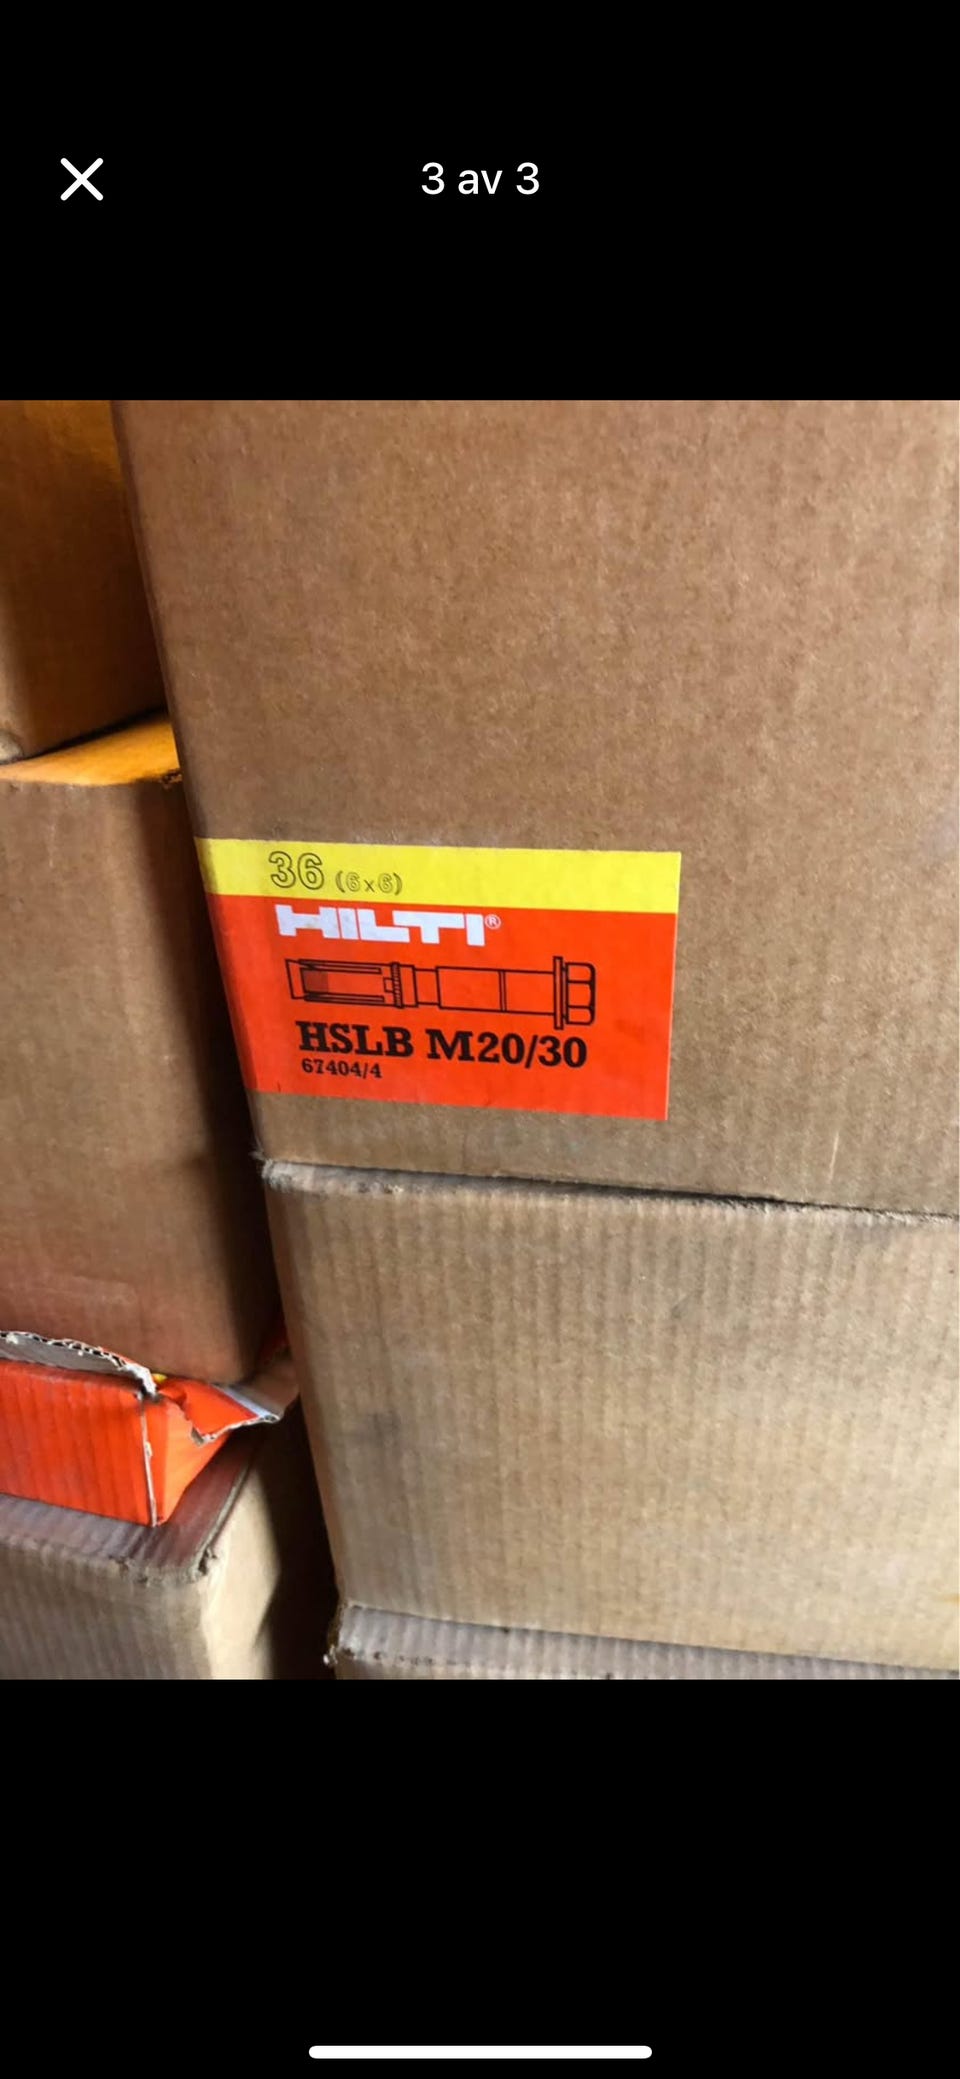 3 av 3
36 (6x6)
HILTI®
HSLB M20/30
67404/4